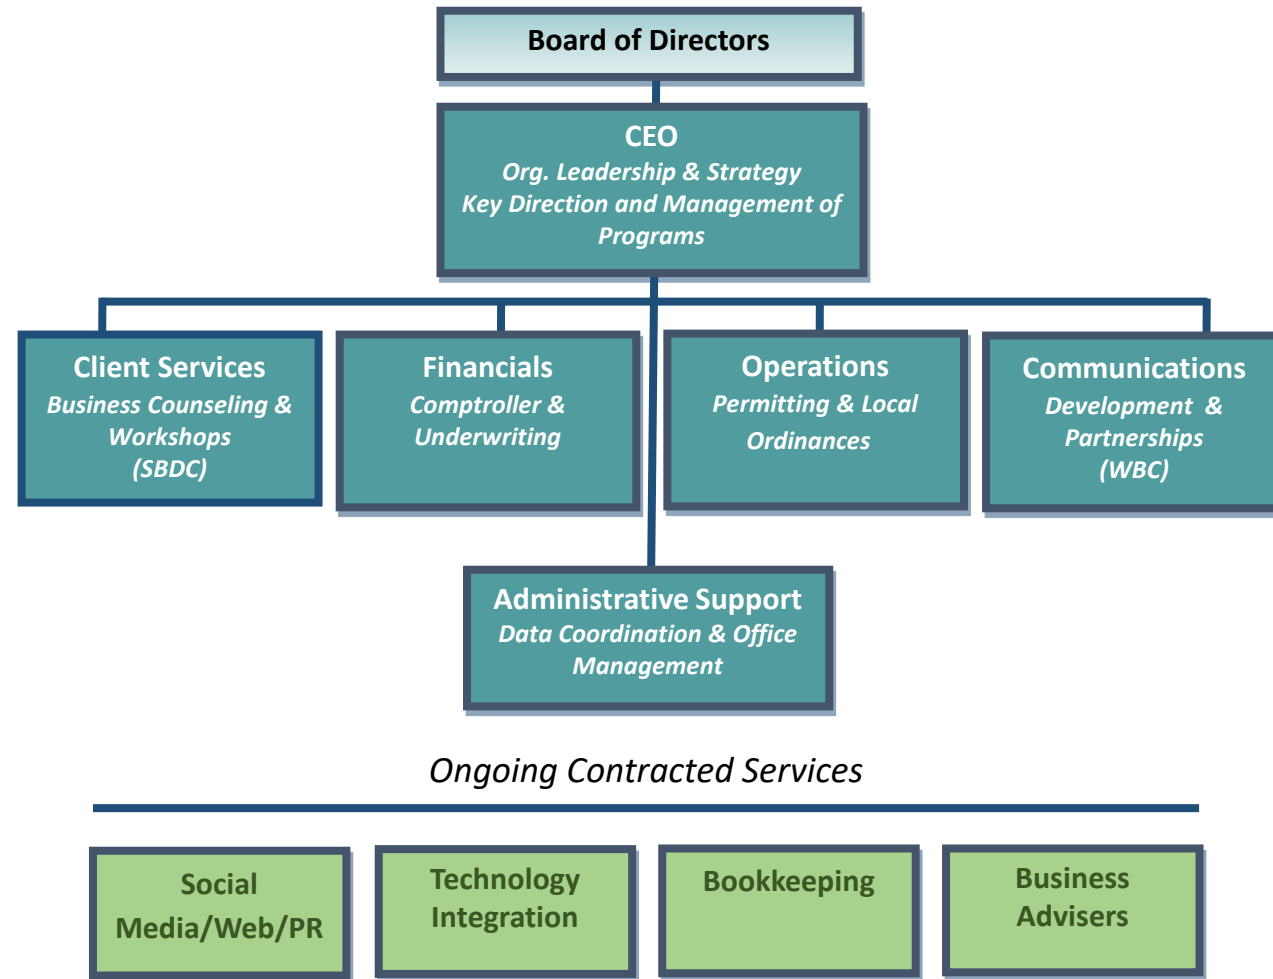 Board of Directors
CEO
Org. Leadership & Strategy
Key Direction and Management of
Programs
Client Services
Business Counseling &
Workshops
(SBDC)
Financials
Comptroller &
Underwriting
Operations
Permitting & Local
Ordinances
Communications
Development &
Partnerships
(WBC)
Administrative Support
Data Coordination & Office
Management
Ongoing Contracted Services
Social
Media/Web/PR
Technology
Integration
Bookkeeping
Business
Advisers